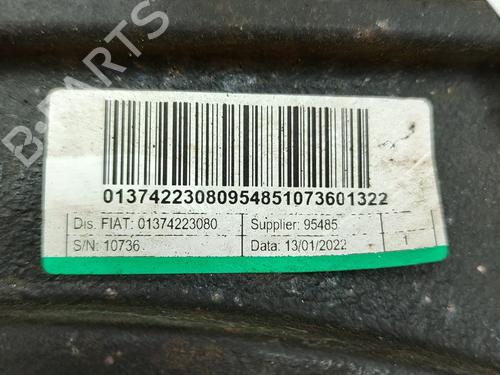 B-PARTS
01374223080954851073601322
Dis. FIAT: 01374223080 Supplier: 95485
S/N: 10736 Data: 13/01/2022 1